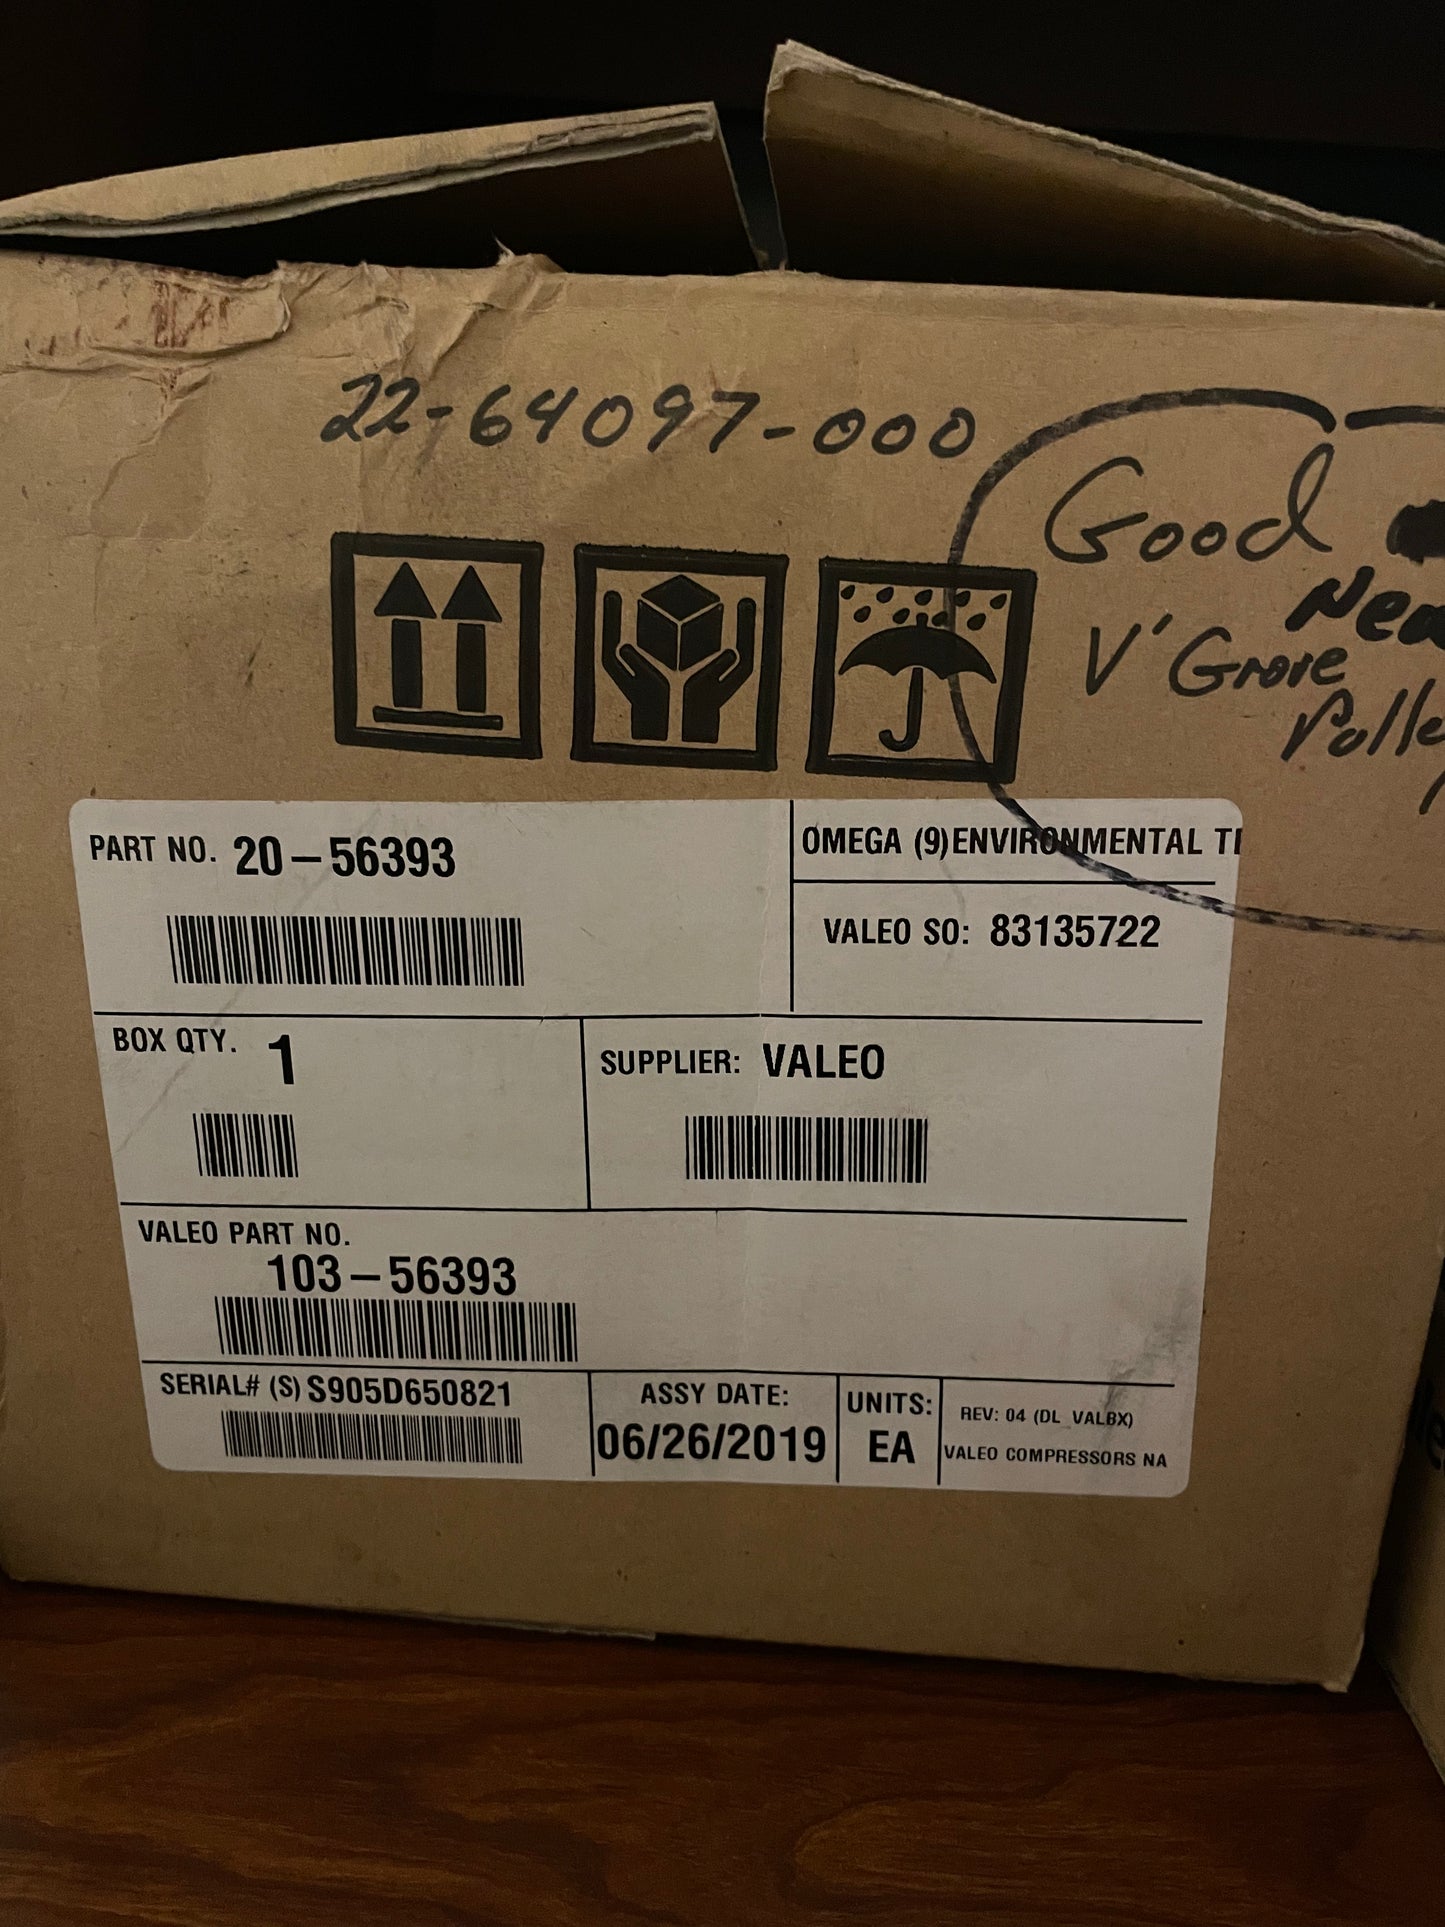 22-64097-000
Good
V' Grove
PART NO. 20-56393
OMEGA (9)ENVIRONMENTAL
VALEO SO: 83135722
BOX QTY. 1
SUPPLIER: VALEO
VALEO PART NO.
103-56393
SERIAL# (S) S905D650821
ASSY DATE:
06/26/2019
UNITS:
EA
REV: 04 (DL_VALBX)
VALEO COMPRESSORS NA